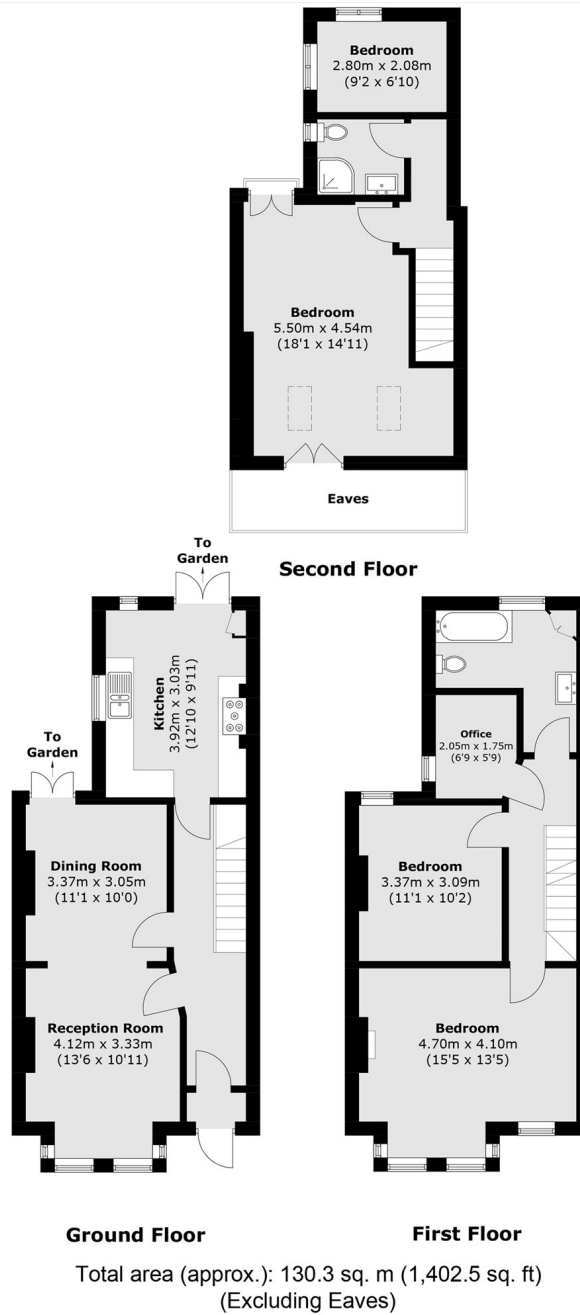 Bedroom
2.80m x 2.08m
(9'2 x 6'10)
Bedroom
5.50m x 4.54m
(18'1 x 14'11)
Eaves
Second Floor
To
Garden
Kitchen
3.92m x 3.03m
(12'10 x 9'11)
To
Garden
Dining Room
3.37m x 3.05m
(11'1 x 10'0)
Reception Room
4.12m x 3.33m
(13'6 x 10'11)
Office
2.05m x 1.75m
(6'9 x 5'9)
Bedroom
3.37m x 3.09m
(11'1 x 10'2)
Bedroom
4.70m x 4.10m
(15'5 x 13'5)
Ground Floor
First Floor
Total area (approx.): 130.3 sq. m (1,402.5 sq. ft)
(Excluding Eaves)